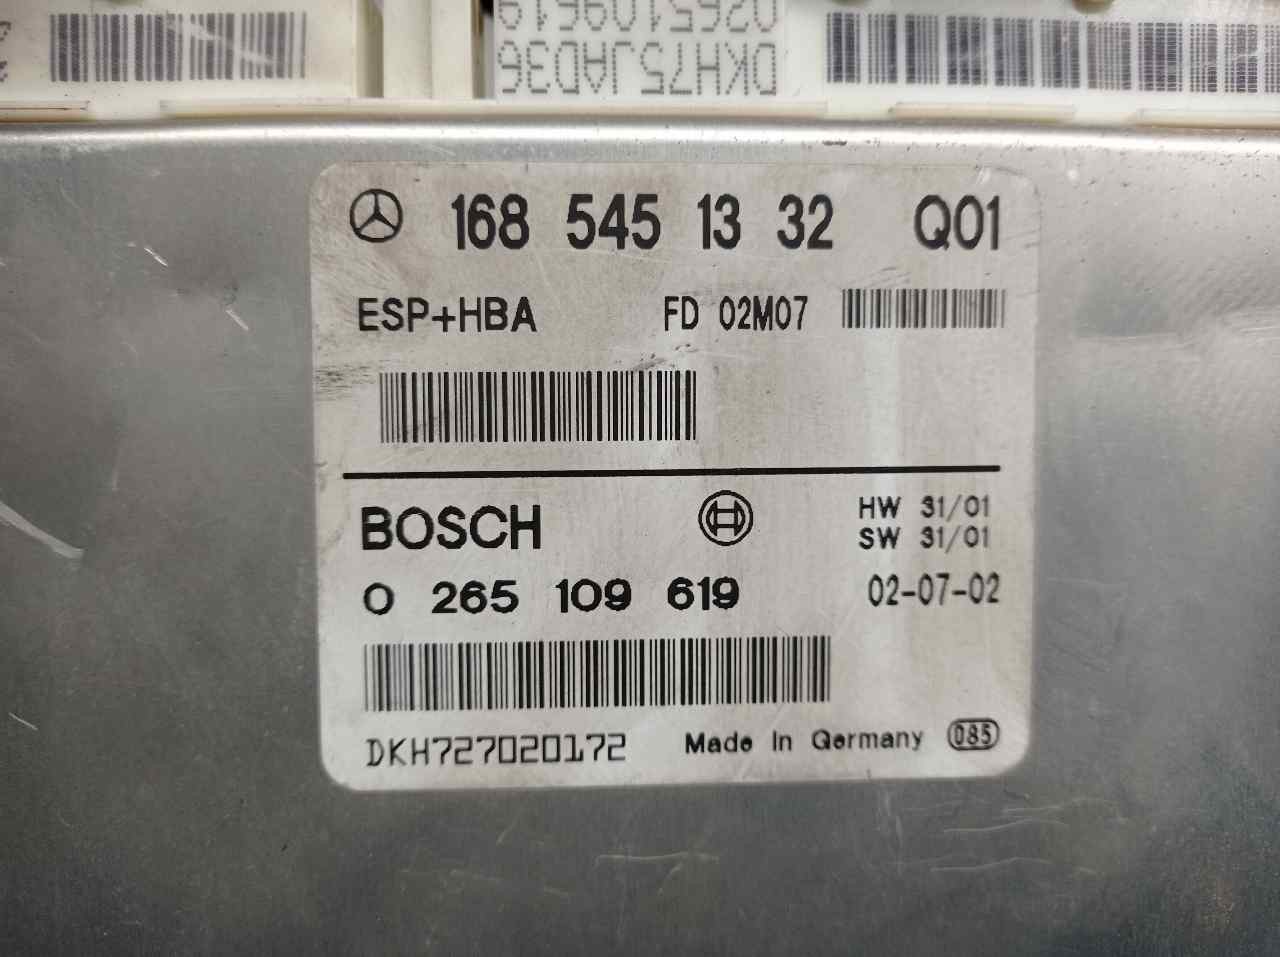 0265109619
DKH75JAD36
168 545 13 32 Q01
ESP+HBA FD 02M07
BOSCH HW 31/01
SW 31/01
0 265 109 619 02-07-02
DKH727020172 Made In Germany 085